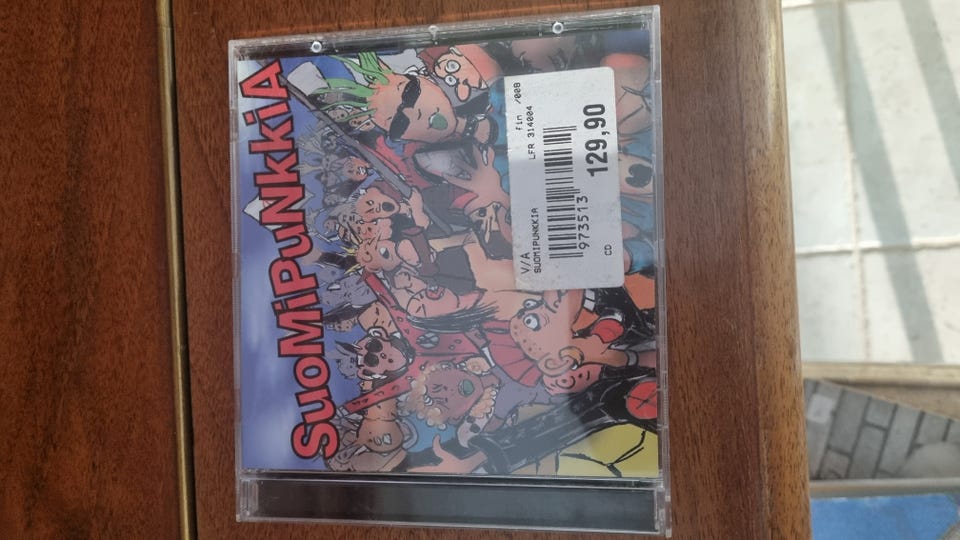 SuoMiPuNkkiA
V/A
SUOMIPUNKKIA
LFR 314004 fin /008
973513
129,90
CD